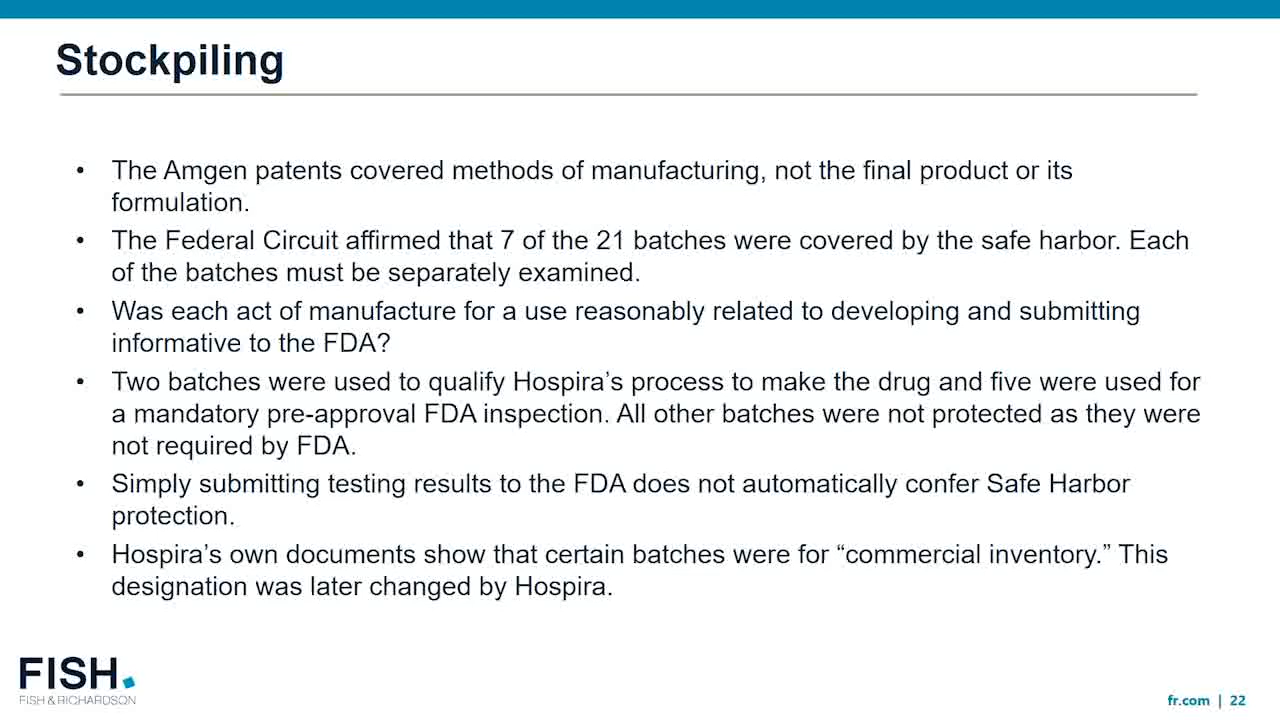 Stockpiling
• The Amgen patents covered methods of manufacturing, not the final product or its
formulation.
• The Federal Circuit affirmed that 7 of the 21 batches were covered by the safe harbor. Each
of the batches must be separately examined.
• Was each act of manufacture for a use reasonably related to developing and submitting
informative to the FDA?
• Two batches were used to qualify Hospira’s process to make the drug and five were used for
a mandatory pre-approval FDA inspection. All other batches were not protected as they were
not required by FDA.
• Simply submitting testing results to the FDA does not automatically confer Safe Harbor
protection.
• Hospira’s own documents show that certain batches were for “commercial inventory.” This
designation was later changed by Hospira.
FISH.
FISH & RICHARDSON
fr.com | 22